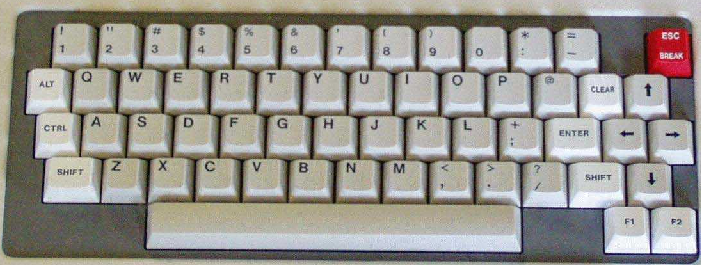 ! " # $ % & ' ( ) * = ESC
1 2 3 4 5 6 7 8 9 0 : - BREAK
ALT Q W E R T Y U I O P @ CLEAR ↑
CTRL A S D F G H J K L + ; ENTER ← →
SHIFT Z X C V B N M < , > . ? / SHIFT ↓
F1 F2